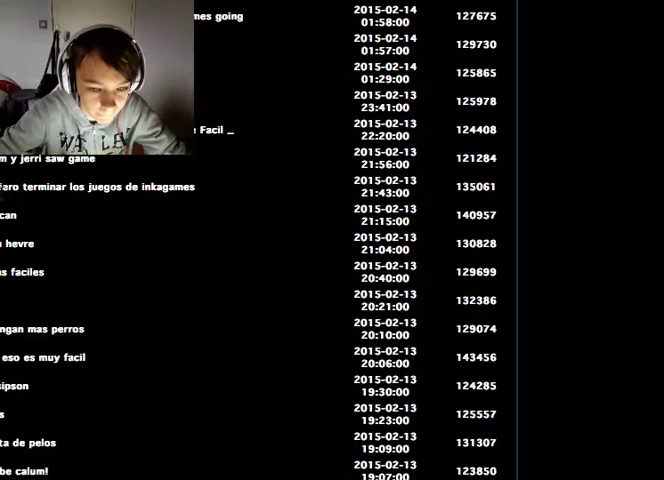 mes going 2015-02-14 01:58:00 127675
2015-02-14 01:57:00 129730
2015-02-14 01:29:00 125865
2015-02-13 23:41:00 125978
Facil _ 2015-02-13 22:20:00 124408
m y jerri saw game 2015-02-13 21:56:00 121284
faro terminar los juegos de inkagames 2015-02-13 21:43:00 135061
can 2015-02-13 21:15:00 140957
hevre 2015-02-13 21:04:00 130828
s faciles 2015-02-13 20:40:00 129699
2015-02-13 20:21:00 132386
ngan mas perros 2015-02-13 20:10:00 129074
eso es muy facil 2015-02-13 20:06:00 143456
sipson 2015-02-13 19:30:00 124285
s 2015-02-13 19:23:00 125557
ta de pelos 2015-02-13 19:09:00 131307
be calum! 2015-02-13 19:07:00 123850